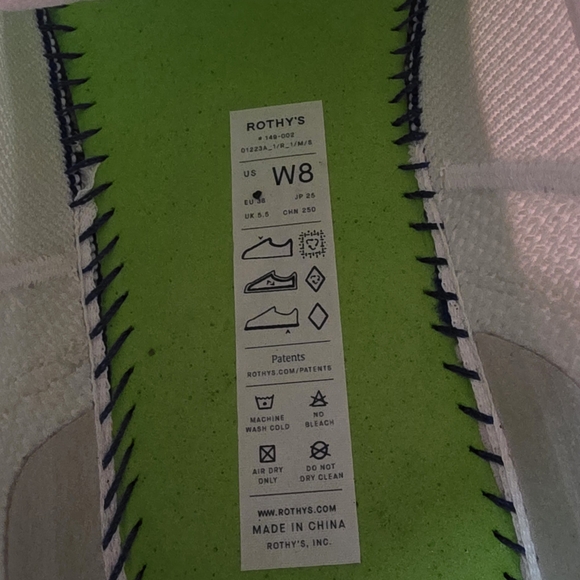 ROTHY'S
# 148-002
01223A_1/R_1/M/8
US W8
EU 38 JP 25
UK 5.5 CHN 250
Patents
ROTHYS.COM/PATENTS
MACHINE WASH COLD
NO BLEACH
AIR DRY ONLY
DO NOT DRY CLEAN
WWW.ROTHYS.COM
MADE IN CHINA
ROTHY'S, INC.